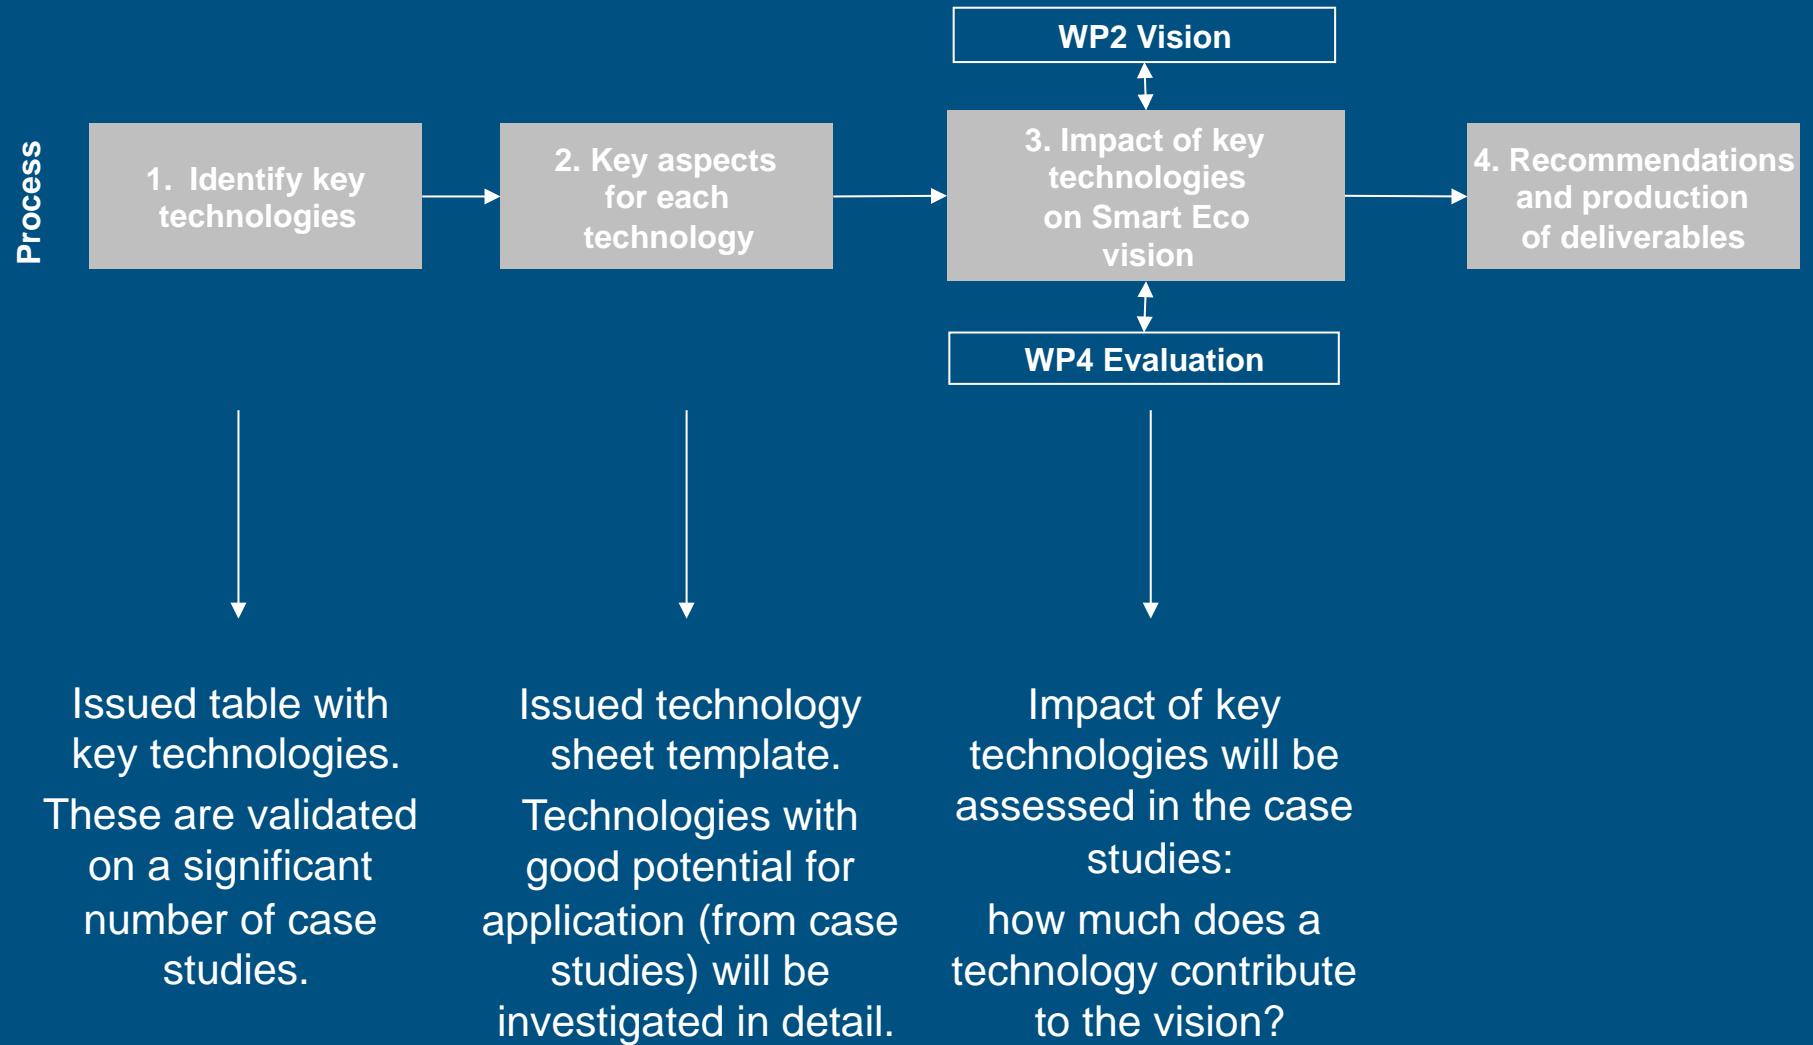 Process
WP2 Vision
1. Identify key
technologies
2. Key aspects
for each
technology
3. Impact of key
technologies
on Smart Eco
vision
4. Recommendations
and production
of deliverables
WP4 Evaluation
Issued table with
key technologies.
These are validated
on a significant
number of case
studies.
Issued technology
sheet template.
Technologies with
good potential for
application (from case
studies) will be
investigated in detail.
Impact of key
technologies will be
assessed in the case
studies:
how much does a
technology contribute
to the vision?